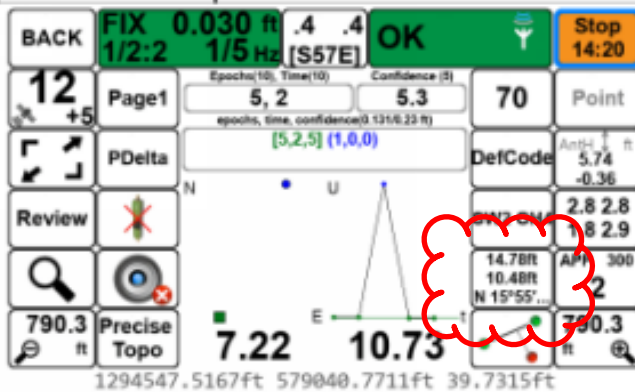 BACK
FIX 0.030 ft
1/2:2 1/5 Hz
.4 .4
[S57E]
OK
Stop
14:20
12
+5
Page1
Epochs(10), Time(10) Confidence (5)
5, 2 5.3
70
Point
epochs, time, confidence(0.131/0.23 ft)
[5,2,5] (1,0,0)
PDelta
DefCode
AntH ft
5.74
-0.36
N U
Review
2.8 2.8
1.8 2.9
14.78ft
10.48ft
N 15°55'...
300
2
E t
790.3
ft
Precise
Topo
7.22 10.73
790.3
ft
1294547.5167ft 579040.7711ft 39.7315ft